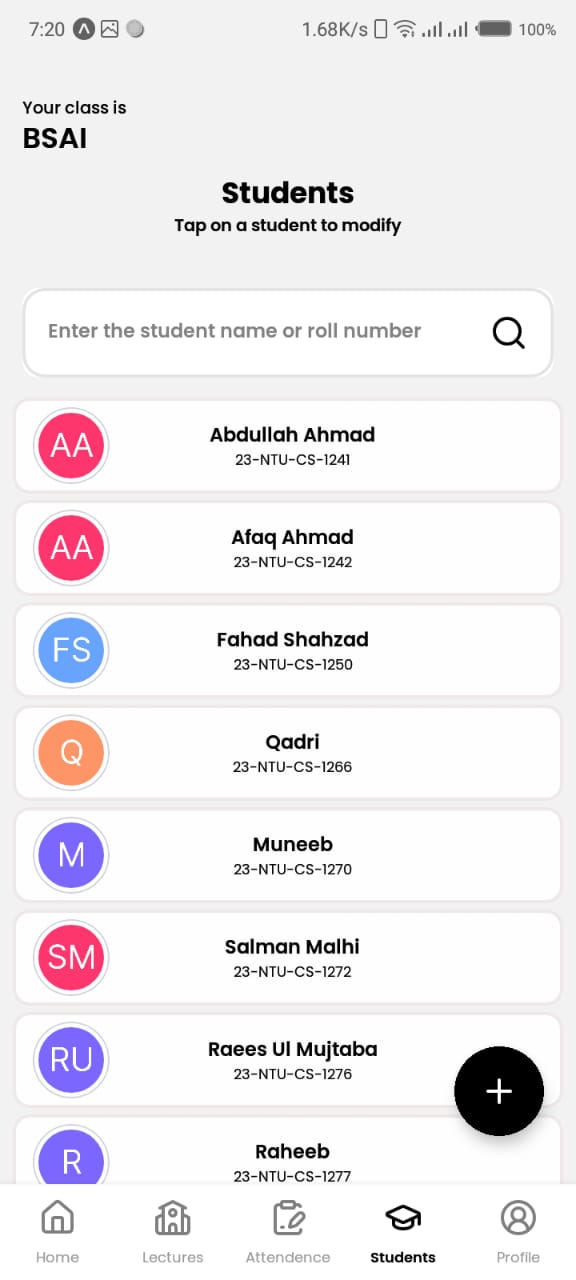 7:20 1.68K/s 100%
Your class is
BSAI
Students
Tap on a student to modify
Enter the student name or roll number
AA
Abdullah Ahmad
23-NTU-CS-1241
AA
Afaq Ahmad
23-NTU-CS-1242
FS
Fahad Shahzad
23-NTU-CS-1250
Q
Qadri
23-NTU-CS-1266
M
Muneeb
23-NTU-CS-1270
SM
Salman Malhi
23-NTU-CS-1272
RU
Raees Ul Mujtaba
23-NTU-CS-1276
R
Raheeb
23-NTU-CS-1277
Home Lectures Attendence Students Profile